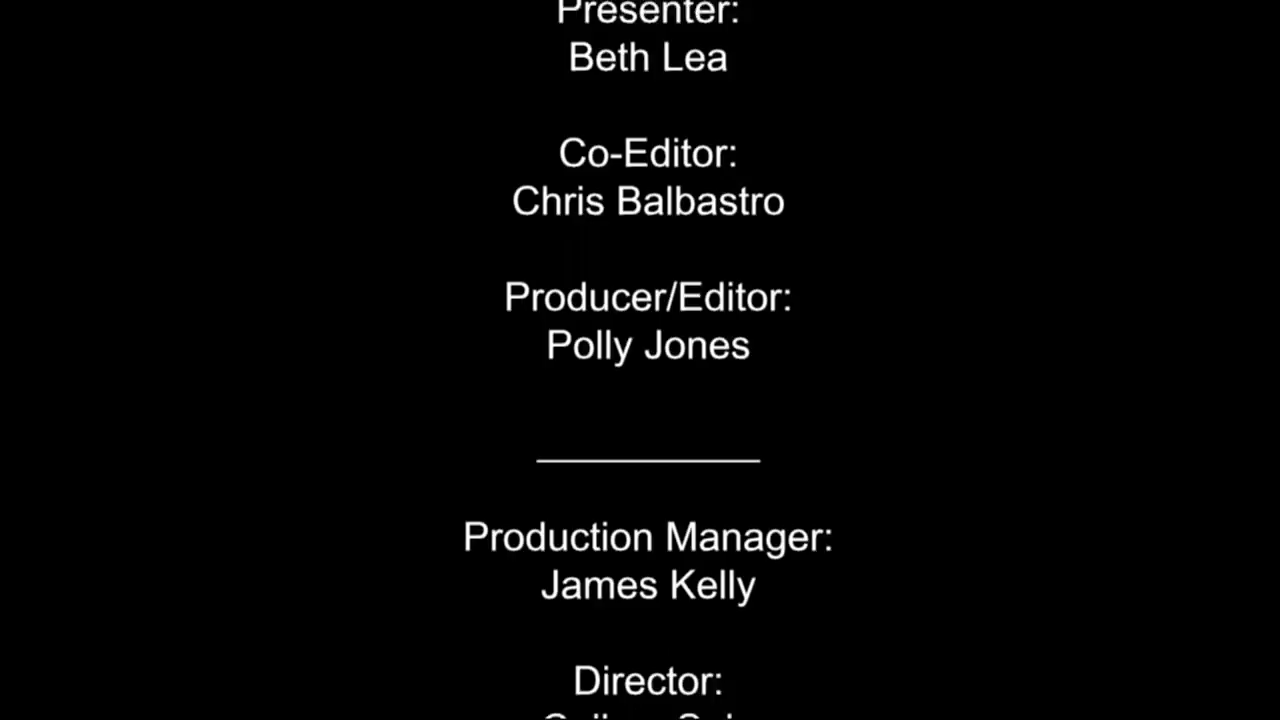 Presenter:
Beth Lea
Co-Editor:
Chris Balbastro
Producer/Editor:
Polly Jones
Production Manager:
James Kelly
Director: